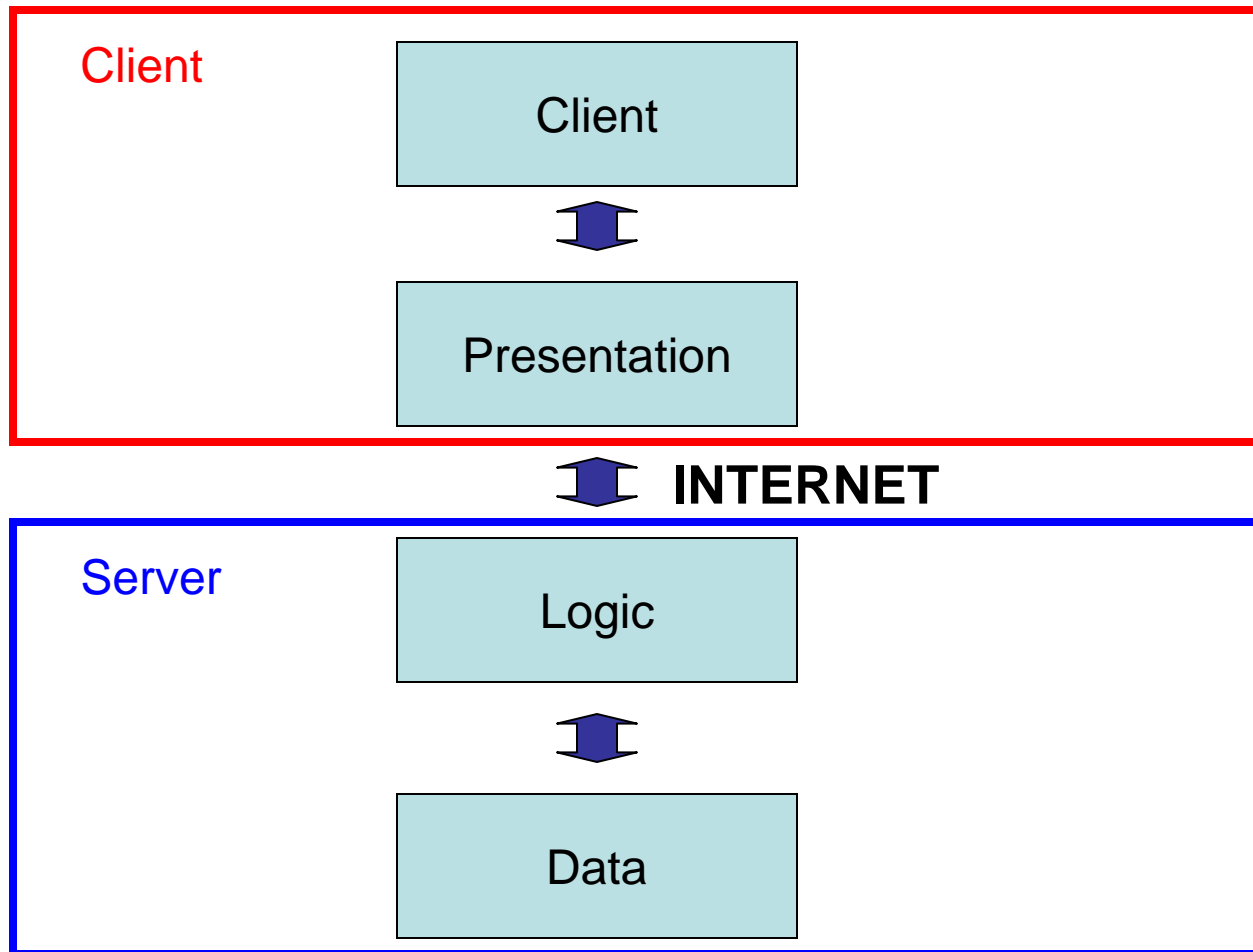 Client
Client
Presentation
INTERNET
Server
Logic
Data